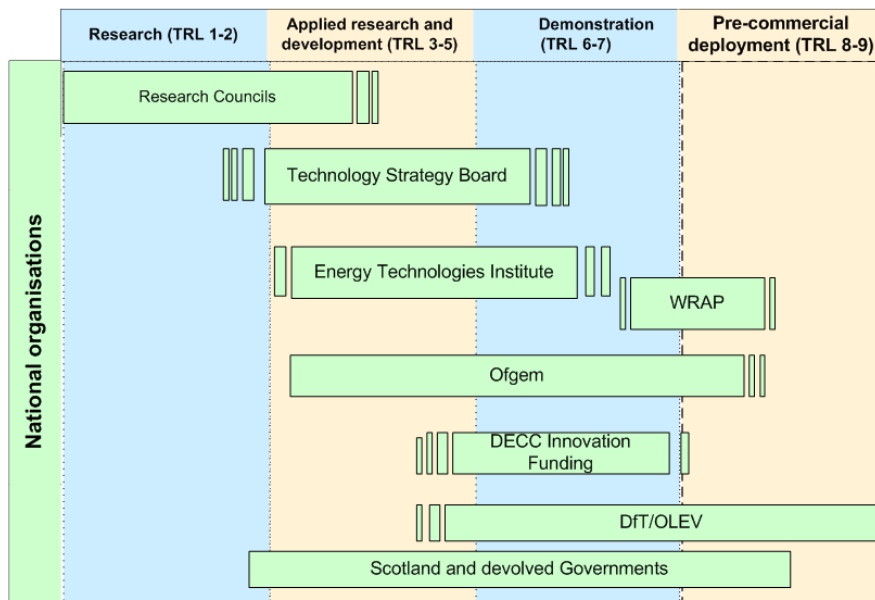 Research (TRL 1-2)
Applied research and
development (TRL 3-5)
Demonstration
(TRL 6-7)
Pre-commercial
deployment (TRL 8-9)
National organisations
Research Councils
Technology Strategy Board
Energy Technologies Institute
WRAP
Ofgem
DECC Innovation
Funding
DfT/OLEV
Scotland and devolved Governments